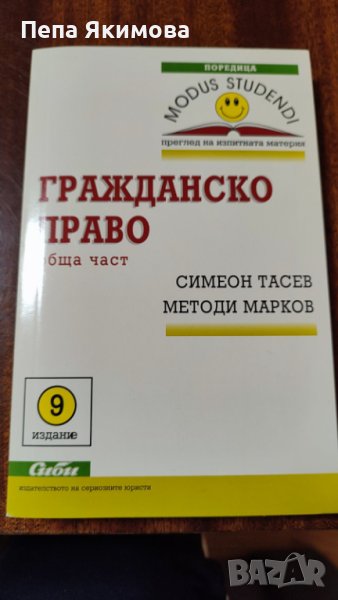 Пепа Якимова
ПОРЕДИЦА
MODUS STUDENDI
преглед на изпитната материя
ГРАЖДАНСКО
ПРАВО
обща част
СИМЕОН ТАСЕВ
МЕТОДИ МАРКОВ
9
издание
Сиби
издателството на сериозните юристи
BAZAR